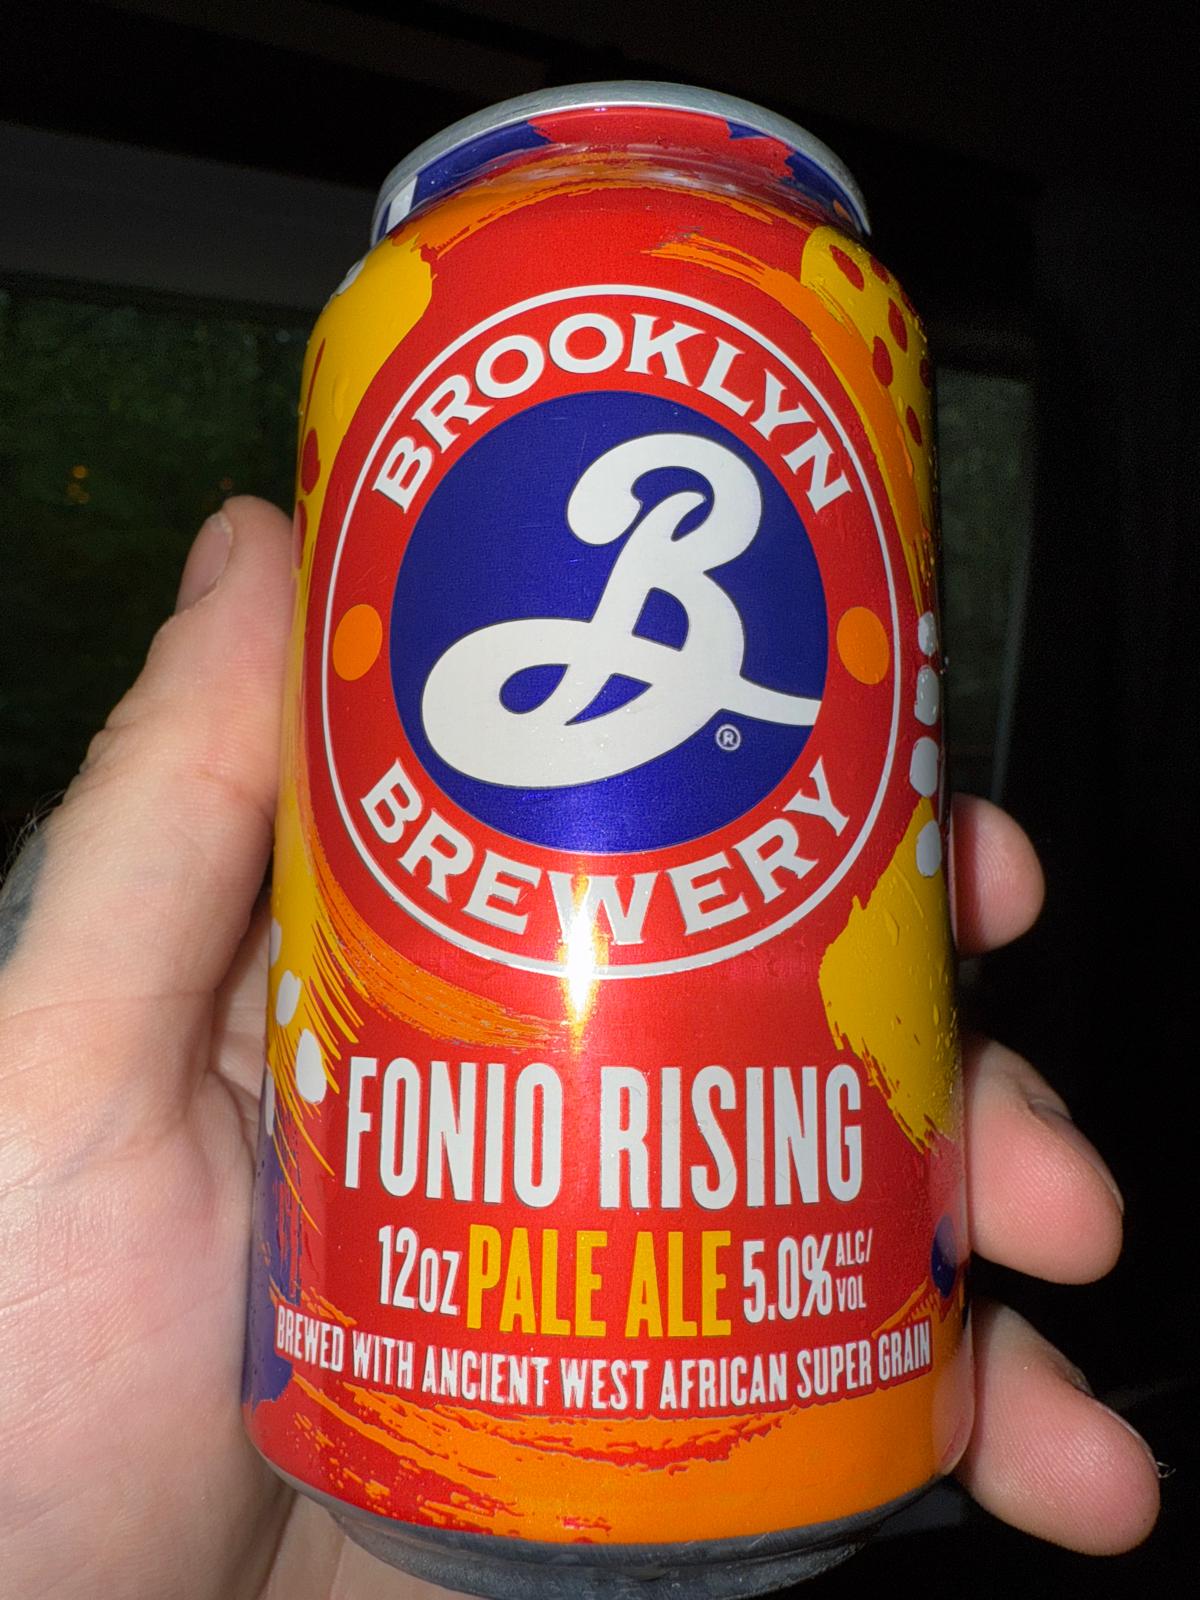 BROOKLYN
B
®
BREWERY
FONIO RISING
12OZ PALE ALE 5.0% ALC/
VOL
BREWED WITH ANCIENT WEST AFRICAN SUPER GRAIN